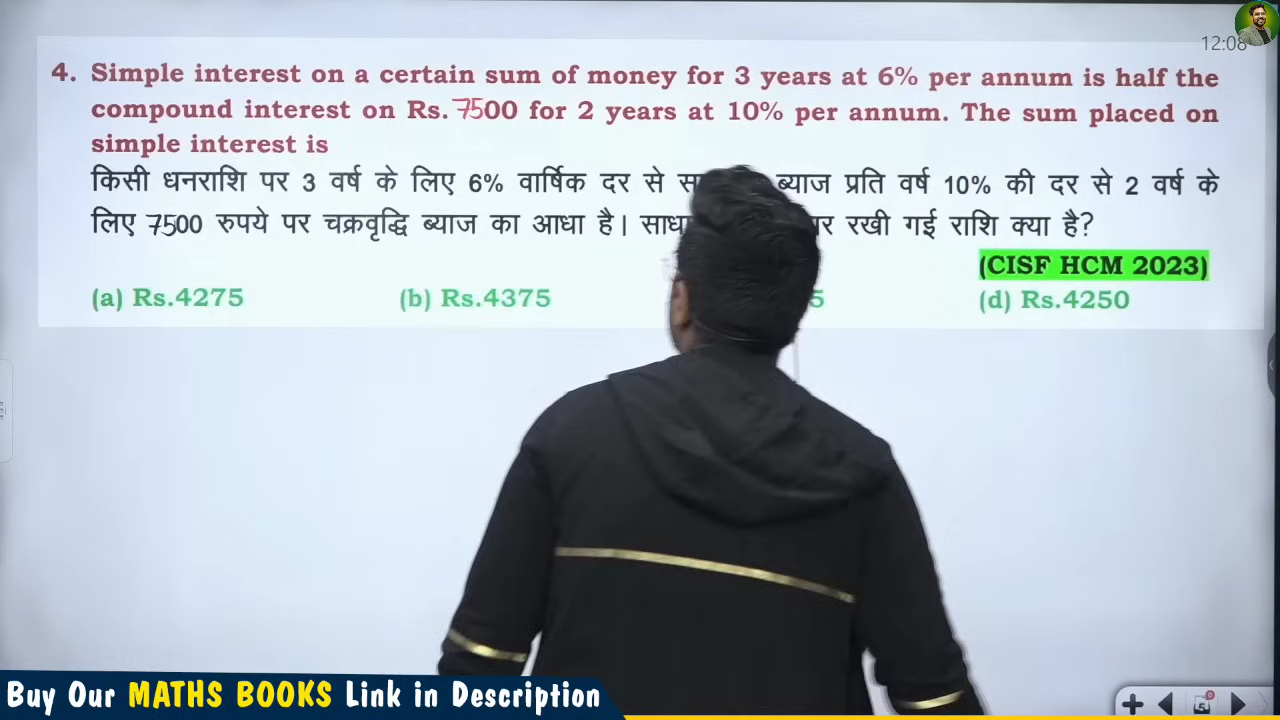 12:08
4. Simple interest on a certain sum of money for 3 years at 6% per annum is half the
compound interest on Rs. 7500 for 2 years at 10% per annum. The sum placed on
simple interest is
किसी धनराशि पर 3 वर्ष के लिए 6% वार्षिक दर से ब्याज प्रति वर्ष 10% की दर से 2 वर्ष के
लिए 7500 रुपये पर चक्रवृद्धि ब्याज का आधा है। रखी गई राशि क्या है?
(CISF HCM 2023)
(a) Rs.4275 (b) Rs.4375 5 (d) Rs.4250
Buy Our MATHS BOOKS Link in Description